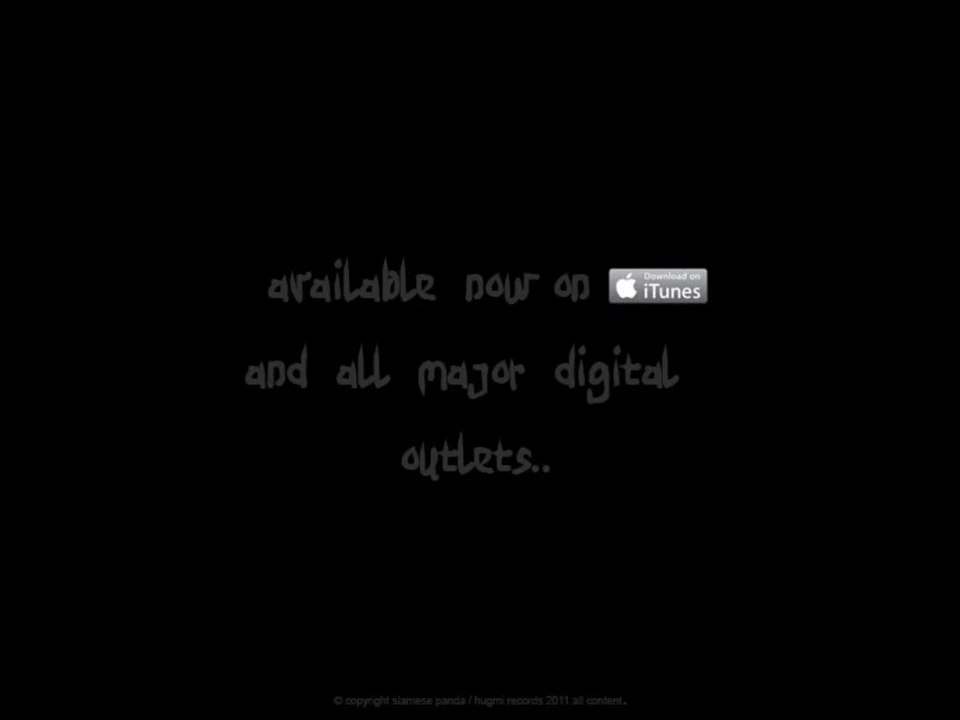 available now on Download on iTunes
and all major digital
outlets..
© copyright siamese panda / hugmi records 2011 all content.